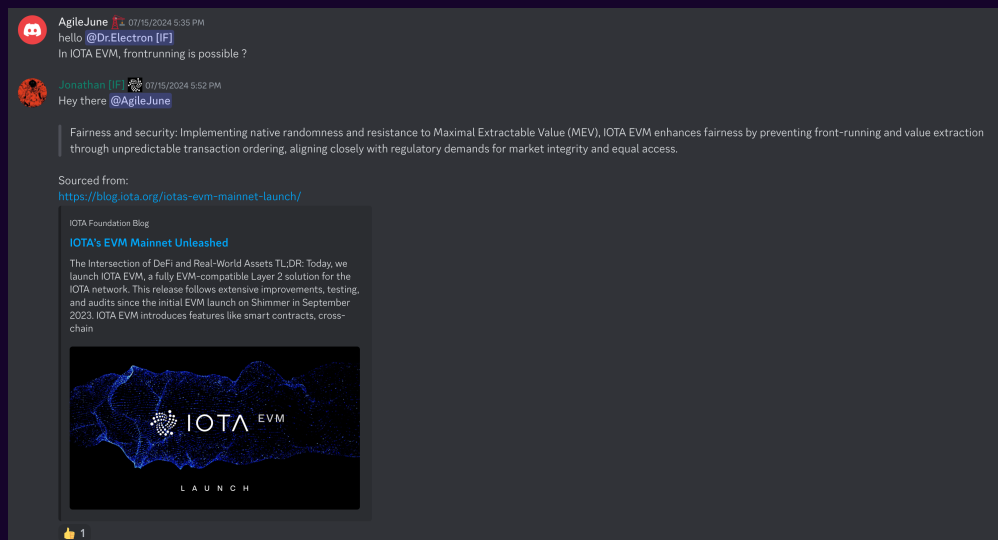 AgileJune 07/15/2024 5:35 PM
hello @Dr.Electron [IF]
In IOTA EVM, frontrunning is possible ?
Jonathan [IF] 07/15/2024 5:52 PM
Hey there @AgileJune
Fairness and security: Implementing native randomness and resistance to Maximal Extractable Value (MEV), IOTA EVM enhances fairness by preventing front-running and value extraction
through unpredictable transaction ordering, aligning closely with regulatory demands for market integrity and equal access.
Sourced from:
https://blog.iota.org/iotas-evm-mainnet-launch/
IOTA Foundation Blog
IOTA's EVM Mainnet Unleashed
The Intersection of DeFi and Real-World Assets TL;DR: Today, we
launch IOTA EVM, a fully EVM-compatible Layer 2 solution for the
IOTA network. This release follows extensive improvements, testing,
and audits since the initial EVM launch on Shimmer in September
2023. IOTA EVM introduces features like smart contracts, cross-
chain
IOTA EVM
LAUNCH
👍 1